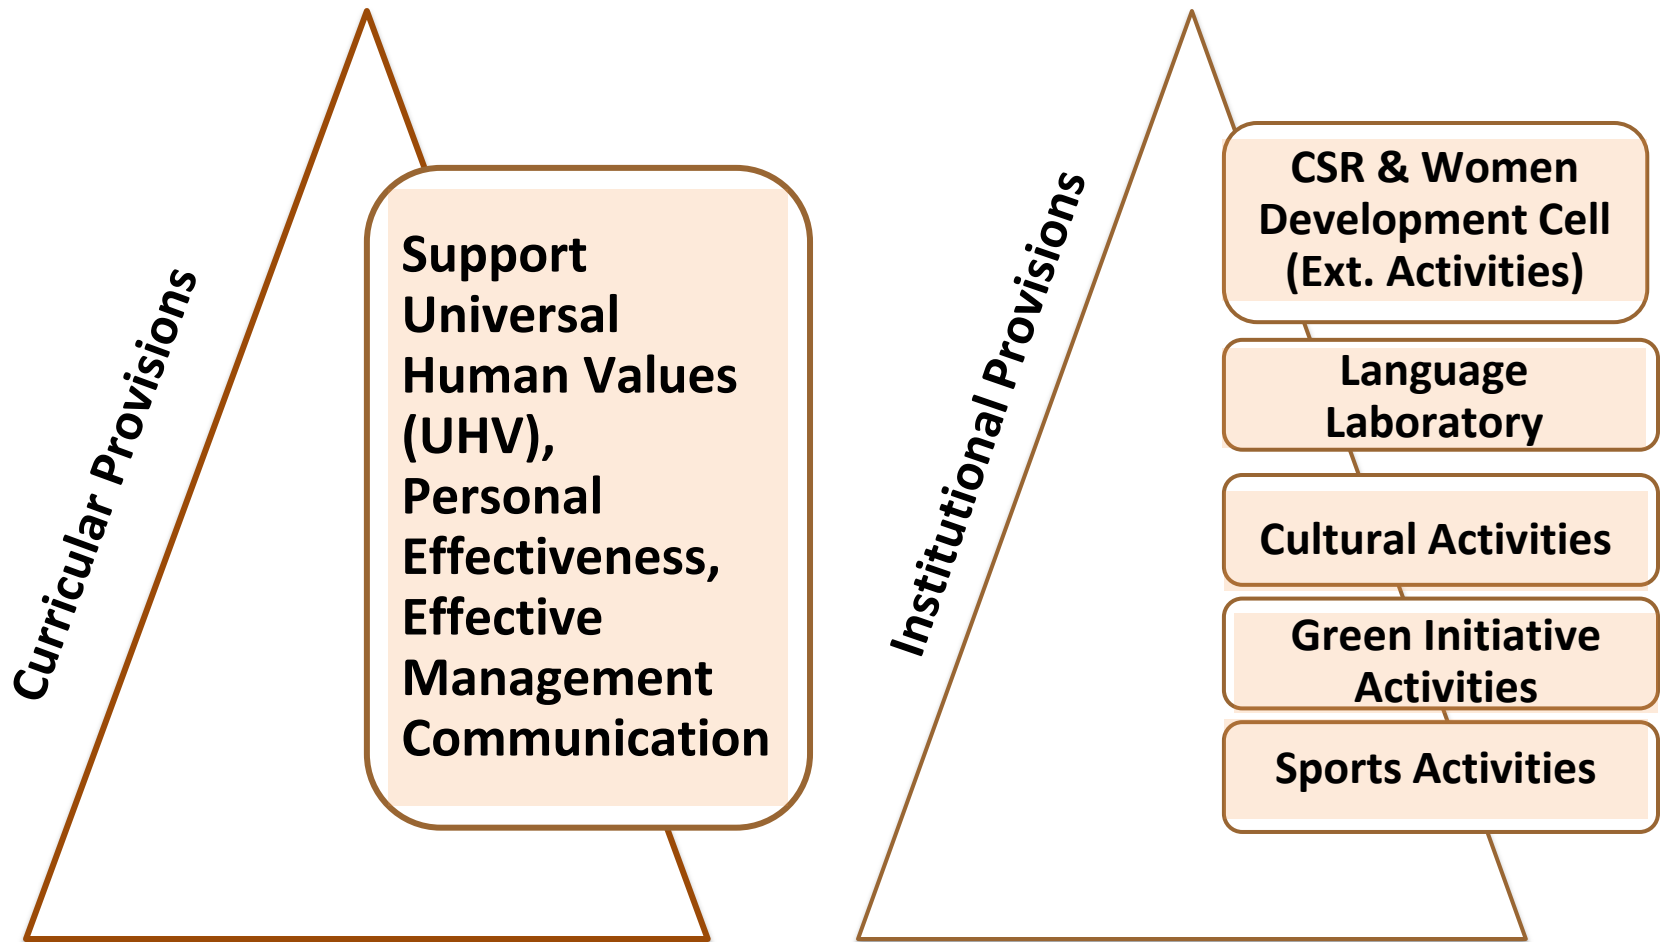 Curricular Provisions
Support
Universal
Human Values
(UHV),
Personal
Effectiveness,
Effective
Management
Communication
Institutional Provisions
CSR & Women
Development Cell
(Ext. Activities)
Language
Laboratory
Cultural Activities
Green Initiative
Activities
Sports Activities